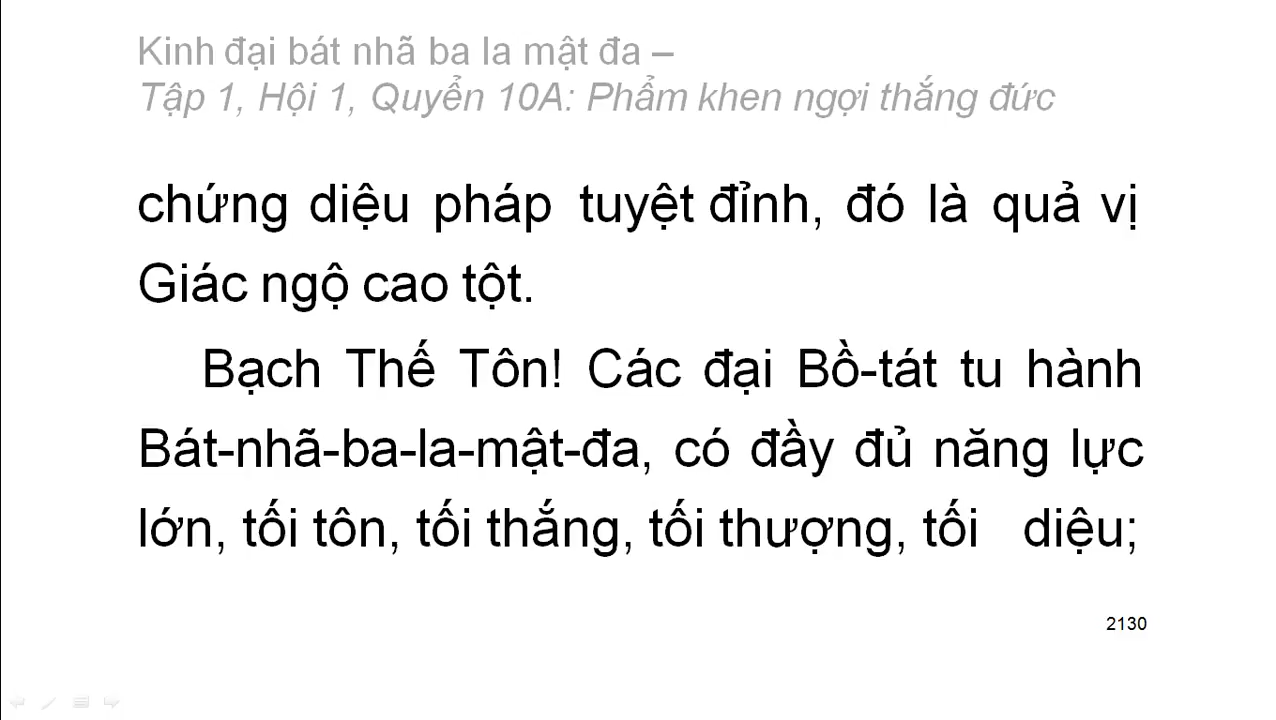 Kinh đại bát nhã ba la mật đa –
Tập 1, Hội 1, Quyển 10A: Phẩm khen ngợi thắng đức
chứng diệu pháp tuyệt đỉnh, đó là quả vị
Giác ngộ cao tột.
Bạch Thế Tôn! Các đại Bồ-tát tu hành
Bát-nhã-ba-la-mật-đa, có đầy đủ năng lực
lớn, tối tôn, tối thắng, tối thượng, tối diệu;
2130